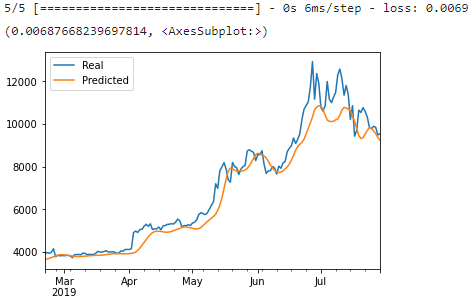 5/5 [==============================] - 0s 6ms/step - loss: 0.0069
(0.00687668239697814, <AxesSubplot:>)
Real
Predicted
12000
10000
8000
6000
4000
Mar Apr May Jun Jul
2019